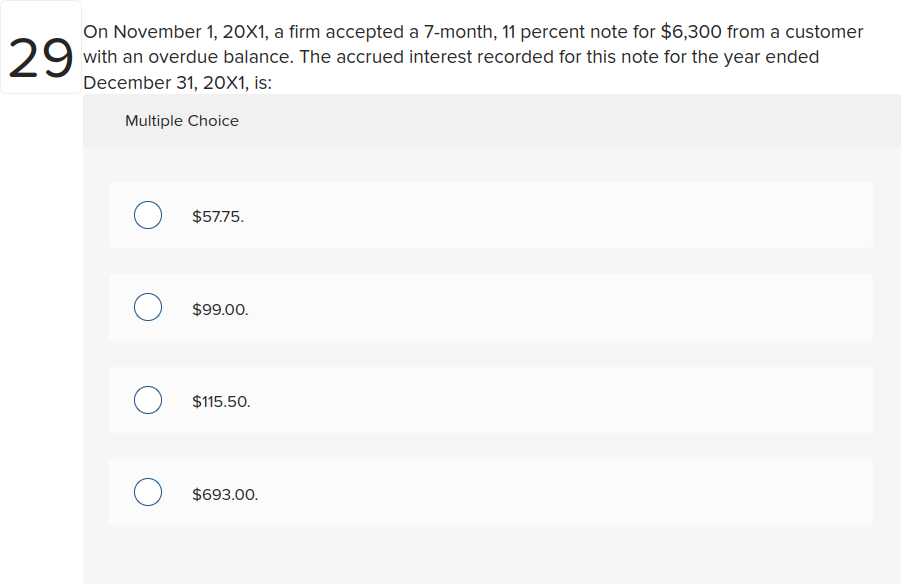 29
On November 1, 20X1, a firm accepted a 7-month, 11 percent note for $6,300 from a customer
with an overdue balance. The accrued interest recorded for this note for the year ended
December 31, 20X1, is:
Multiple Choice
$57.75.
$99.00.
$115.50.
$693.00.